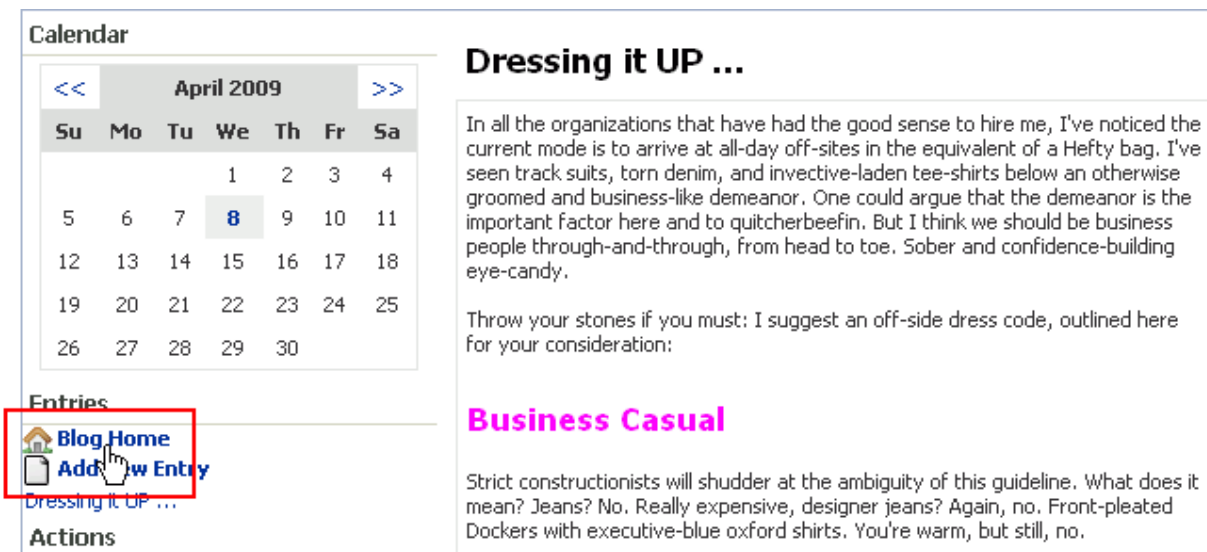 Calendar
<< April 2009 >>
Su Mo Tu We Th Fr Sa
1 2 3 4
5 6 7 8 9 10 11
12 13 14 15 16 17 18
19 20 21 22 23 24 25
26 27 28 29 30
Entries
Blog Home
Add New Entry
Dressing it UP ...
Actions
Dressing it UP ...
In all the organizations that have had the good sense to hire me, I've noticed the
current mode is to arrive at all-day off-sites in the equivalent of a Hefty bag. I've
seen track suits, torn denim, and invective-laden tee-shirts below an otherwise
groomed and business-like demeanor. One could argue that the demeanor is the
important factor here and to quitcherbeefin. But I think we should be business
people through-and-through, from head to toe. Sober and confidence-building
eye-candy.
Throw your stones if you must: I suggest an off-side dress code, outlined here
for your consideration:
Business Casual
Strict constructionists will shudder at the ambiguity of this guideline. What does it
mean? Jeans? No. Really expensive, designer jeans? Again, no. Front-pleated
Dockers with executive-blue oxford shirts. You're warm, but still, no.